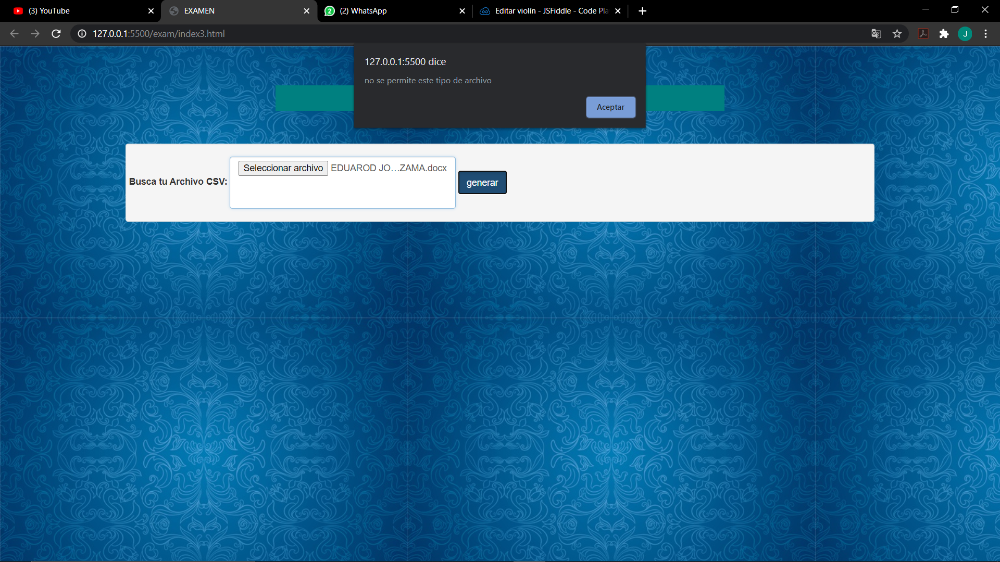 (3) YouTube
EXAMEN
(2) WhatsApp
Editar violín - JSFiddle - Code Pla
127.0.0.1:5500/exam/index3.html
J
127.0.0.1:5500 dice
no se permite este tipo de archivo
Aceptar
Seleccionar archivo EDUAROD JO...ZAMA.docx
Busca tu Archivo CSV:
generar